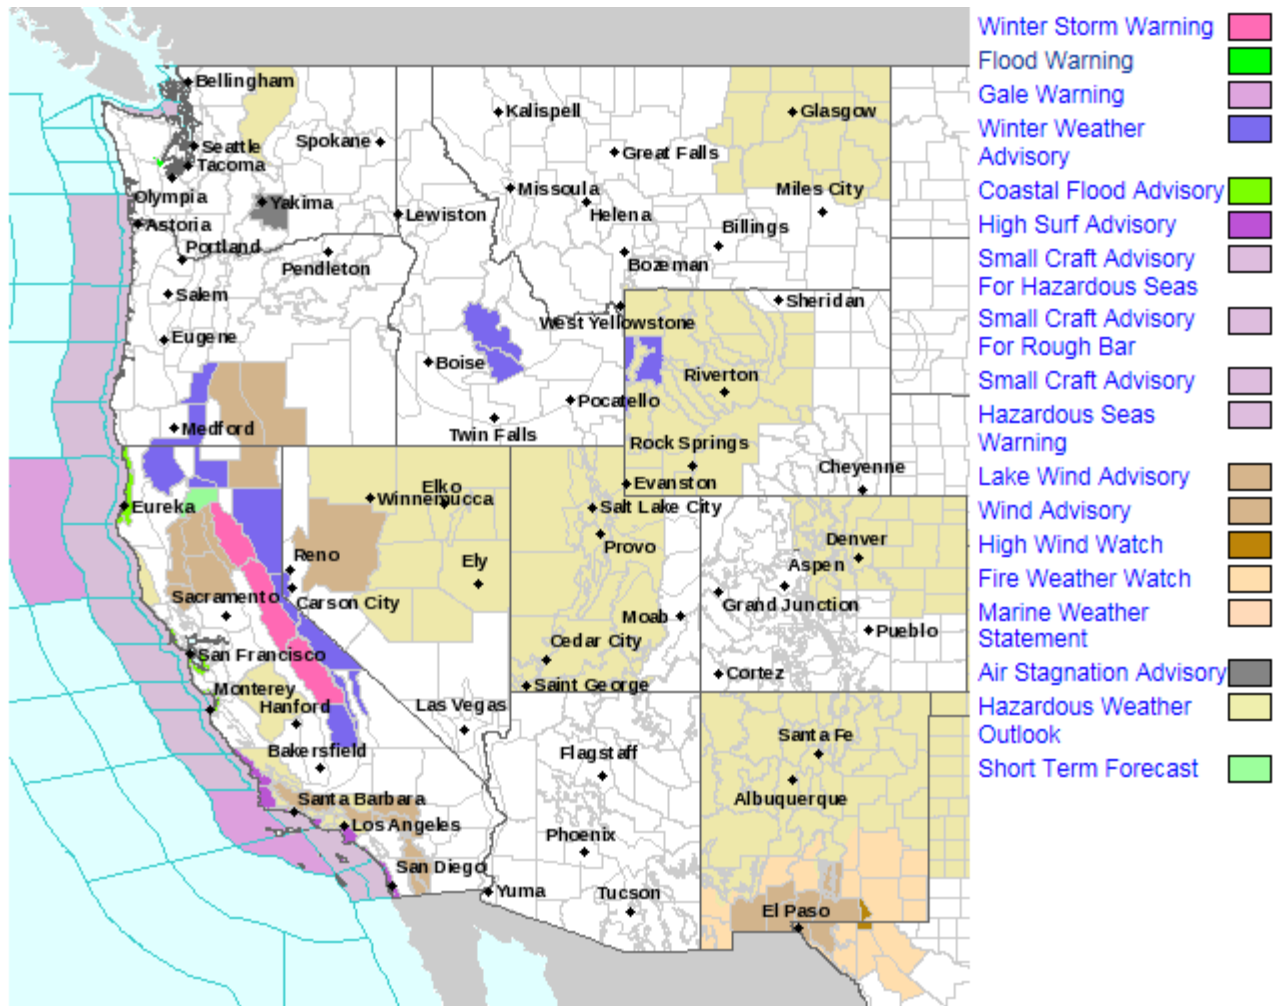 Bellingham
Seattle
Tacoma
Olympia
Spokane
Yakima
Astoria
Portland
Lewiston
Pendleton
Salem
Eugene
Medford
Kalispell
Great Falls
Missoula
Helena
Glasgow
Miles City
Billings
Bozeman
West Yellowstone
Sheridan
Boise
Pocatello
Twin Falls
Riverton
Rock Springs
Cheyenne
Evanston
Eureka
Elko
Winnemucca
Reno
Ely
Carson City
Sacramento
San Francisco
Monterey
Hanford
Bakersfield
Las Vegas
Santa Barbara
Los Angeles
San Diego
Salt Lake City
Provo
Moab
Cedar City
Saint George
Denver
Aspen
Grand Junction
Pueblo
Cortez
Flagstaff
Phoenix
Yuma
Tucson
Santa Fe
Albuquerque
El Paso
Winter Storm Warning
Flood Warning
Gale Warning
Winter Weather
Advisory
Coastal Flood Advisory
High Surf Advisory
Small Craft Advisory
For Hazardous Seas
Small Craft Advisory
For Rough Bar
Small Craft Advisory
Hazardous Seas
Warning
Lake Wind Advisory
Wind Advisory
High Wind Watch
Fire Weather Watch
Marine Weather
Statement
Air Stagnation Advisory
Hazardous Weather
Outlook
Short Term Forecast